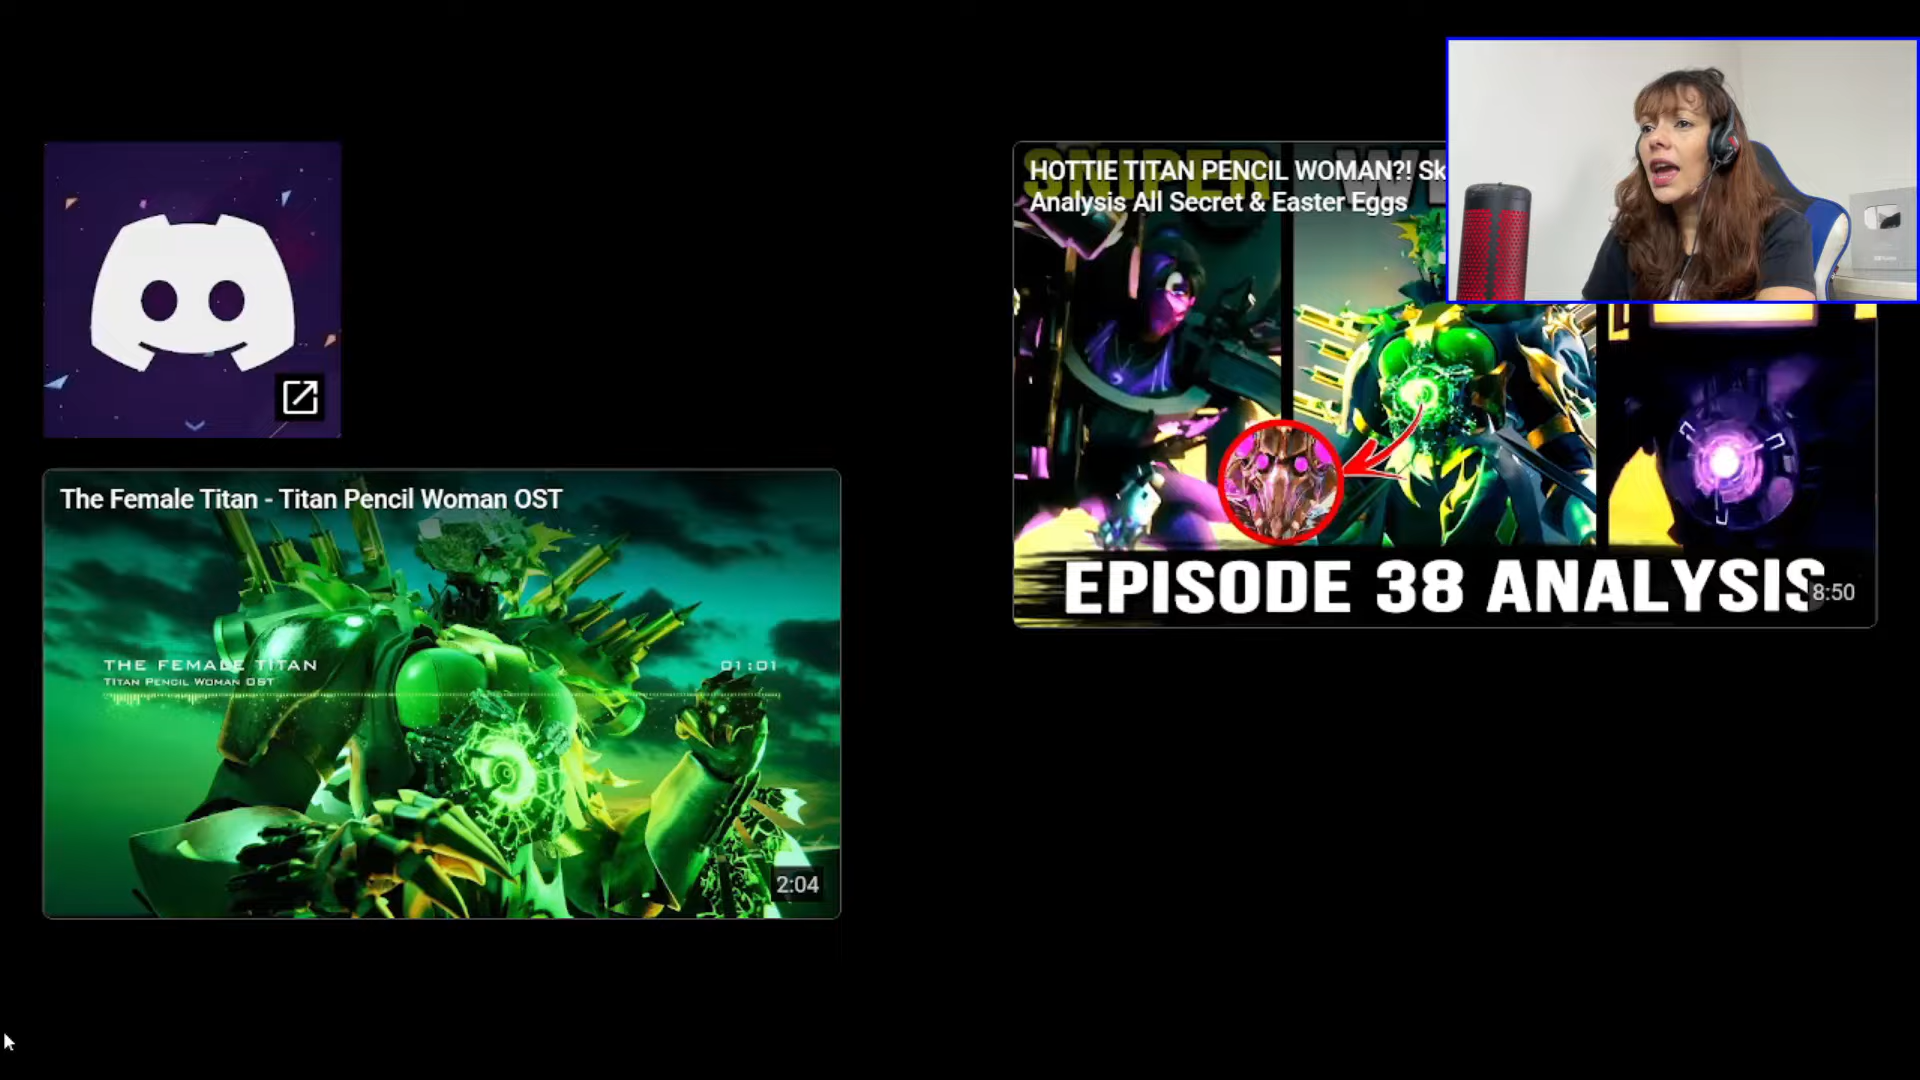 The Female Titan - Titan Pencil Woman OST
THE FEMALE TITAN
TITAN PENCIL WOMAN OST
01:01
2:04
HOTTIE TITAN PENCIL WOMAN?! Sk
Analysis All Secret & Easter Eggs
SNIPER
EPISODE 38 ANALYSIS
8:50